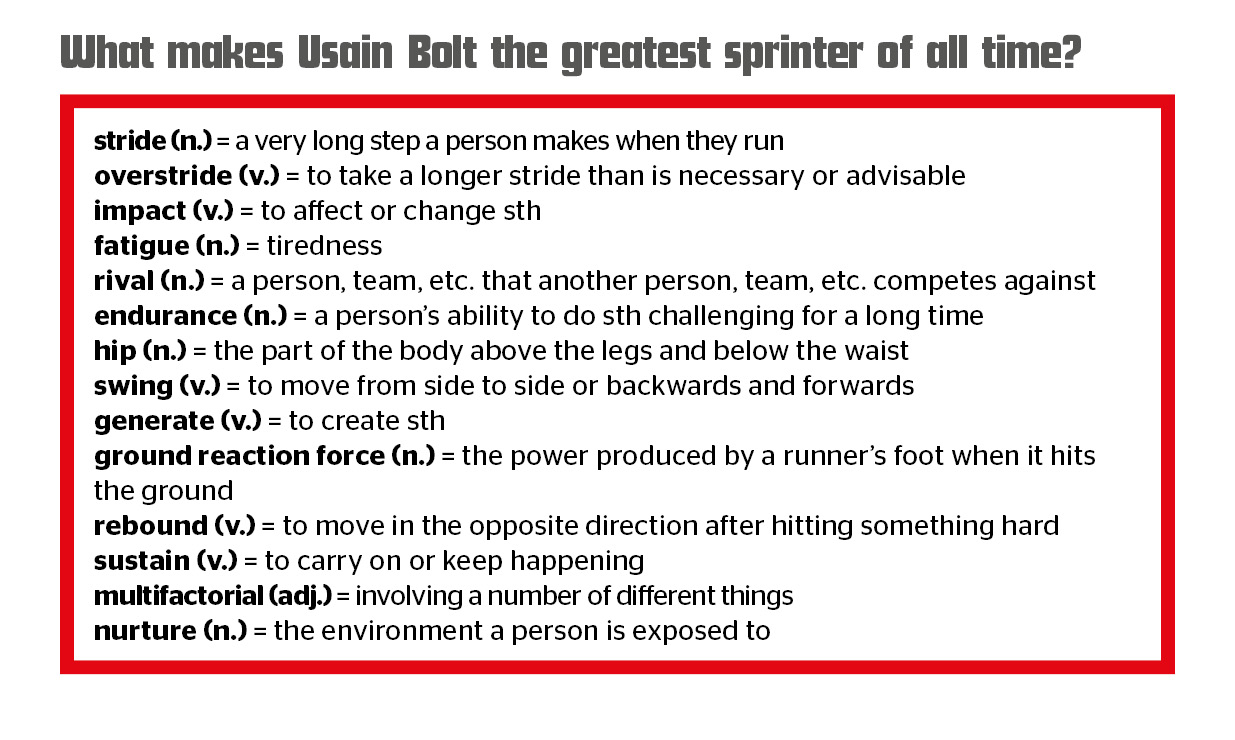 What makes Usain Bolt the greatest sprinter of all time?
stride (n.) = a very long step a person makes when they run
overstride (v.) = to take a longer stride than is necessary or advisable
impact (v.) = to affect or change sth
fatigue (n.) = tiredness
rival (n.) = a person, team, etc. that another person, team, etc. competes against
endurance (n.) = a person's ability to do sth challenging for a long time
hip (n.) = the part of the body above the legs and below the waist
swing (v.) = to move from side to side or backwards and forwards
generate (v.) = to create sth
ground reaction force (n.) = the power produced by a runner's foot when it hits
the ground
rebound (v.) = to move in the opposite direction after hitting something hard
sustain (v.) = to carry on or keep happening
multifactorial (adj.) = involving a number of different things
nurture (n.) = the environment a person is exposed to